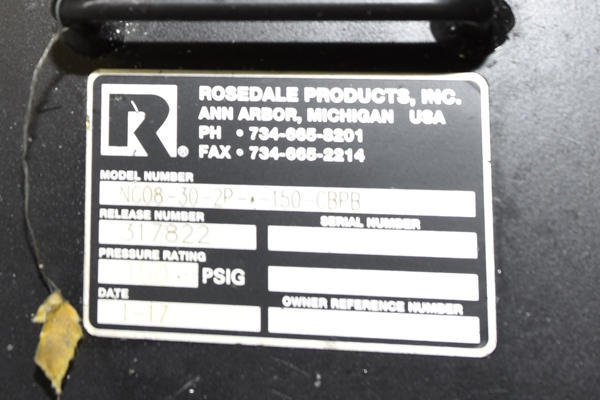 R®
ROSEDALE PRODUCTS, INC.
ANN ARBOR, MICHIGAN USA
PH • 734-665-8201
FAX • 734-665-2214
MODEL NUMBER
NC08-30-2P-*-150-CBPB
RELEASE NUMBER
317822
SERIAL NUMBER
PRESSURE RATING
PSIG
DATE
1-17
OWNER REFERENCE NUMBER